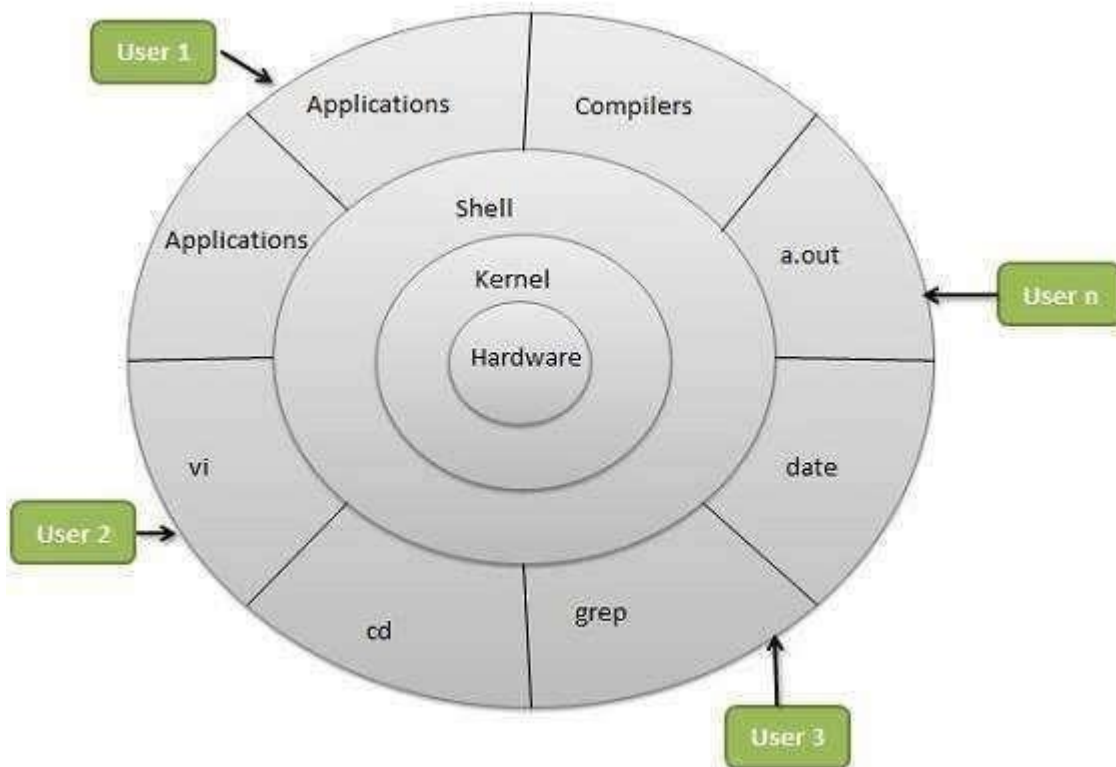 User 1
Applications
Compilers
Shell
Applications
a.out
Kernel
User n
Hardware
vi
date
User 2
cd
grep
User 3